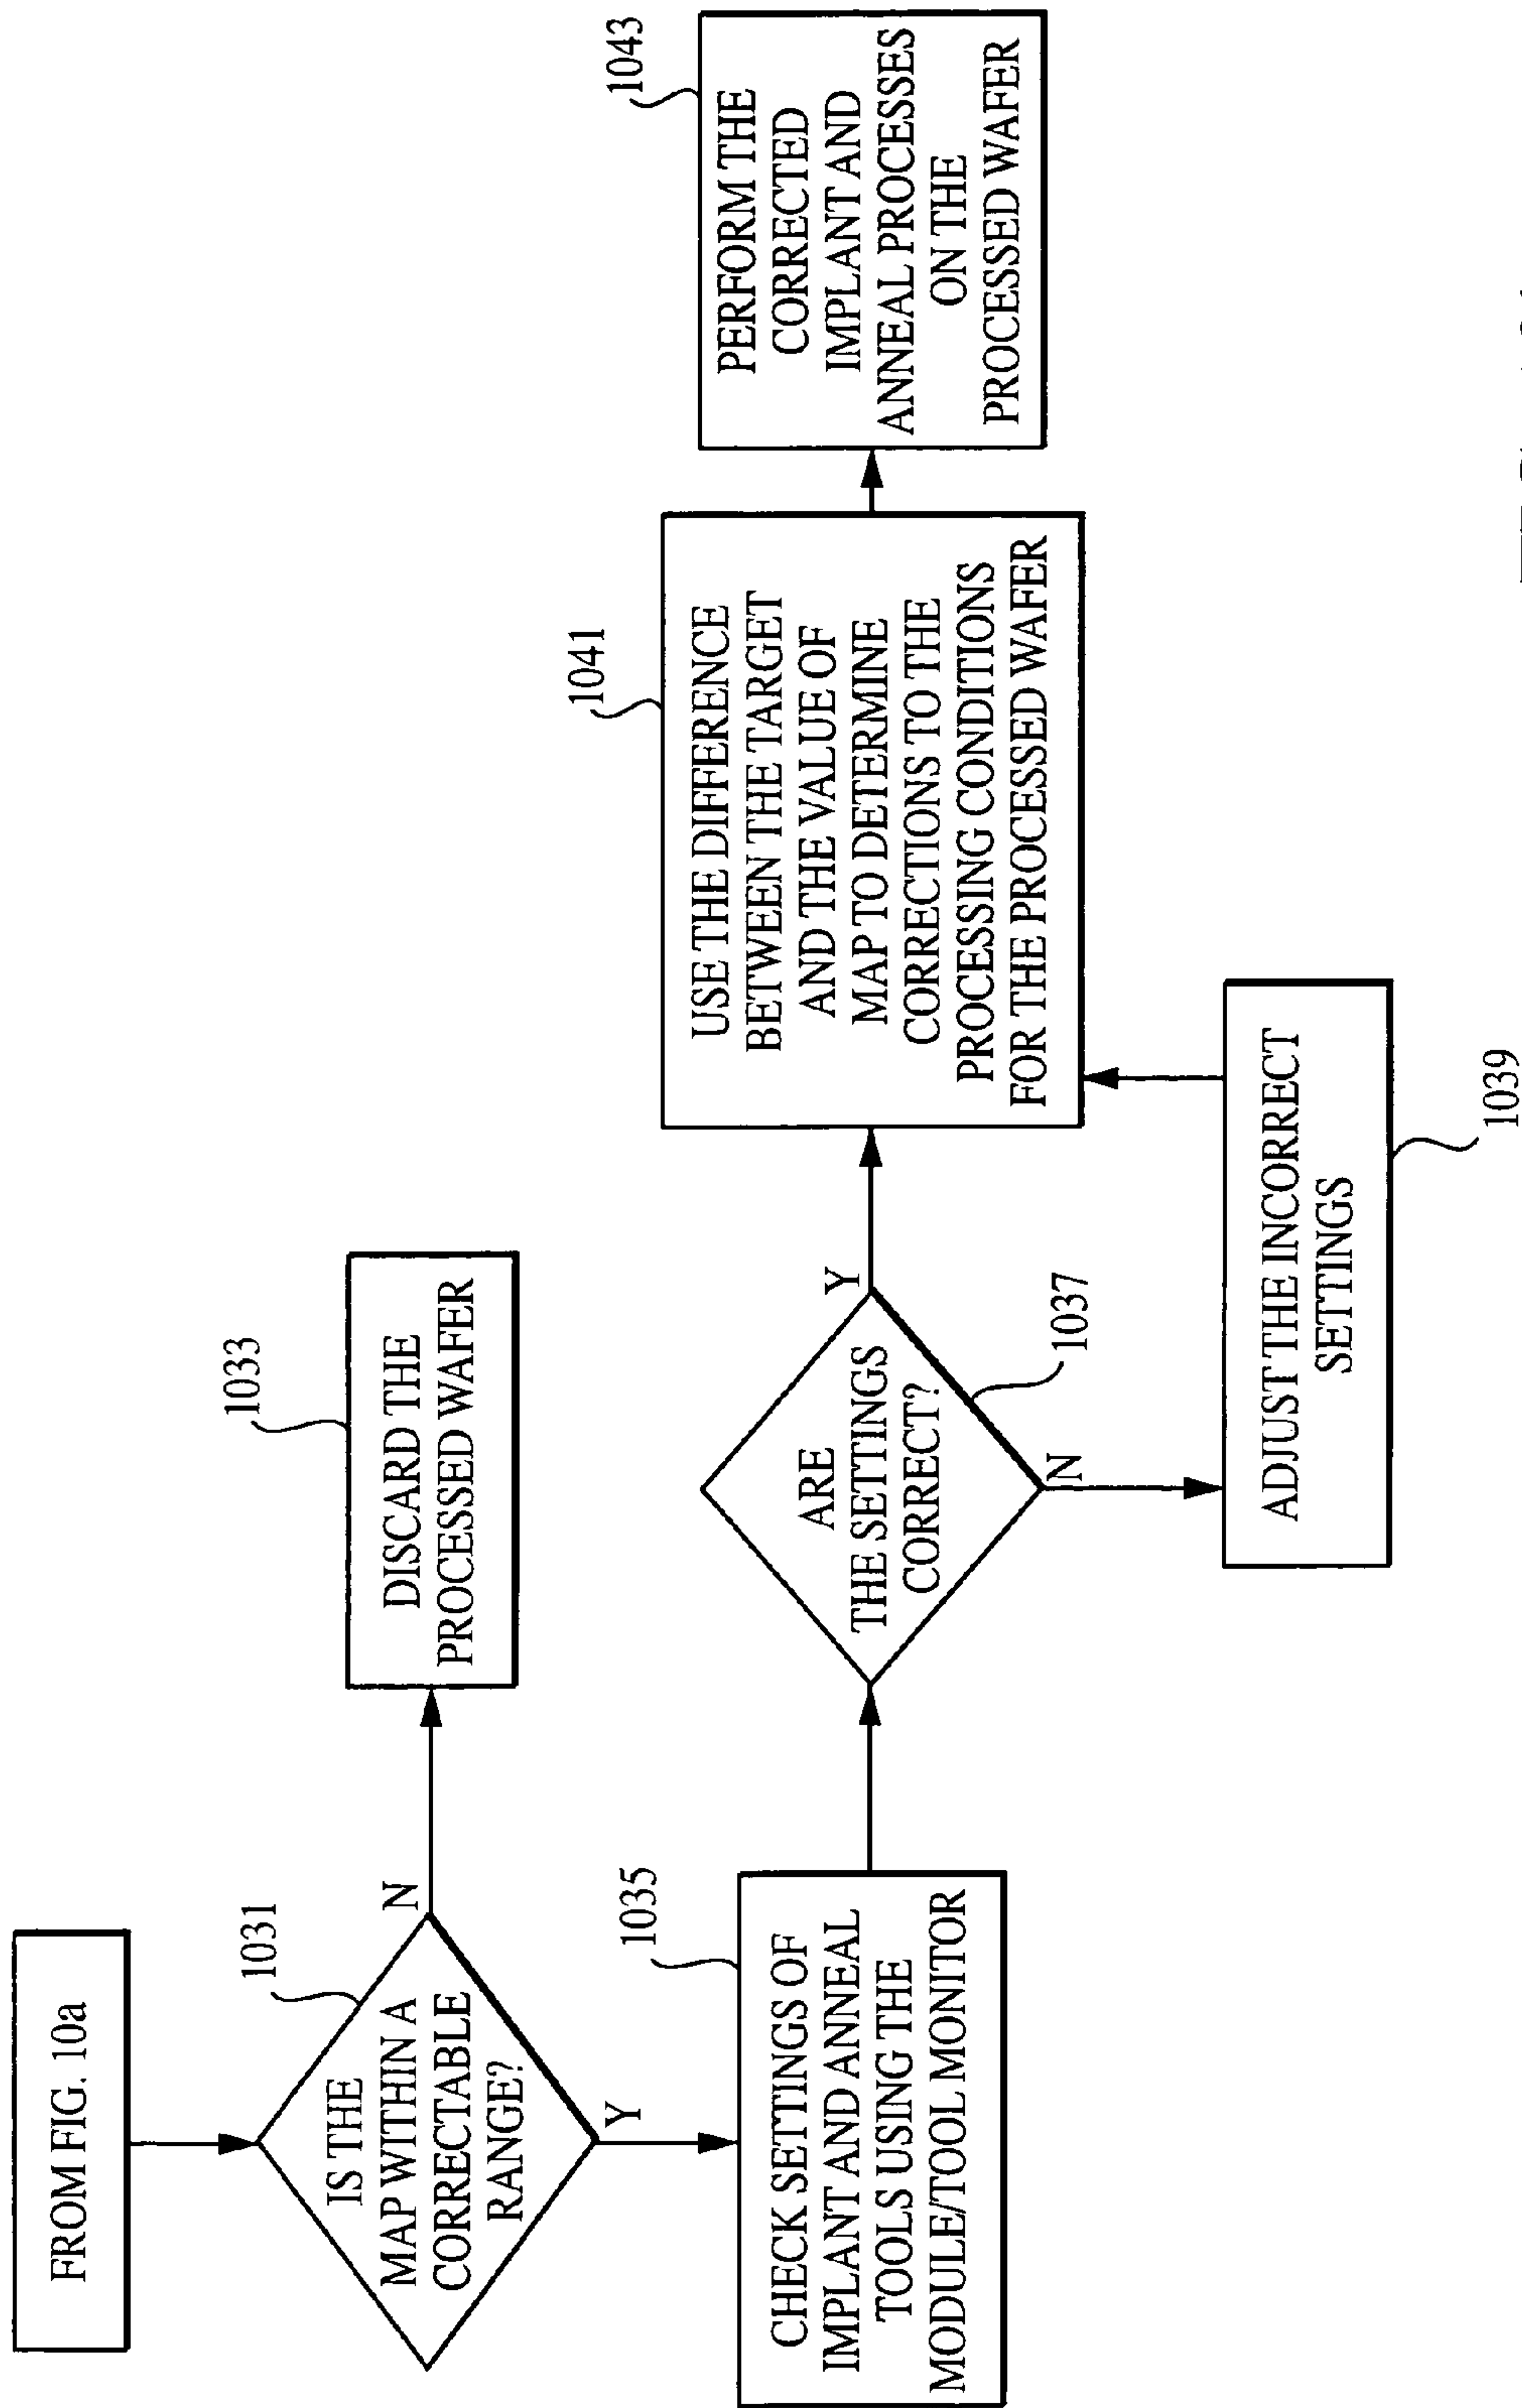 FROM FIG. 10a
1031
IS THE
MAP WITHIN A
CORRECTABLE
RANGE?
N
Y
1033
DISCARD THE
PROCESSED WAFER
1035
CHECK SETTINGS OF
IMPLANT AND ANNEAL
TOOLS USING THE
MODULE/TOOL MONITOR
ARE
THE SETTINGS
CORRECT?
Y
N
1037
ADJUST THE INCORRECT
SETTINGS
1039
1041
USE THE DIFFERENCE
BETWEEN THE TARGET
AND THE VALUE OF
MAP TO DETERMINE
CORRECTIONS TO THE
PROCESSING CONDITIONS
FOR THE PROCESSED WAFER
1043
PERFORM THE
CORRECTED
IMPLANT AND
ANNEAL PROCESSES
ON THE
PROCESSED WAFER